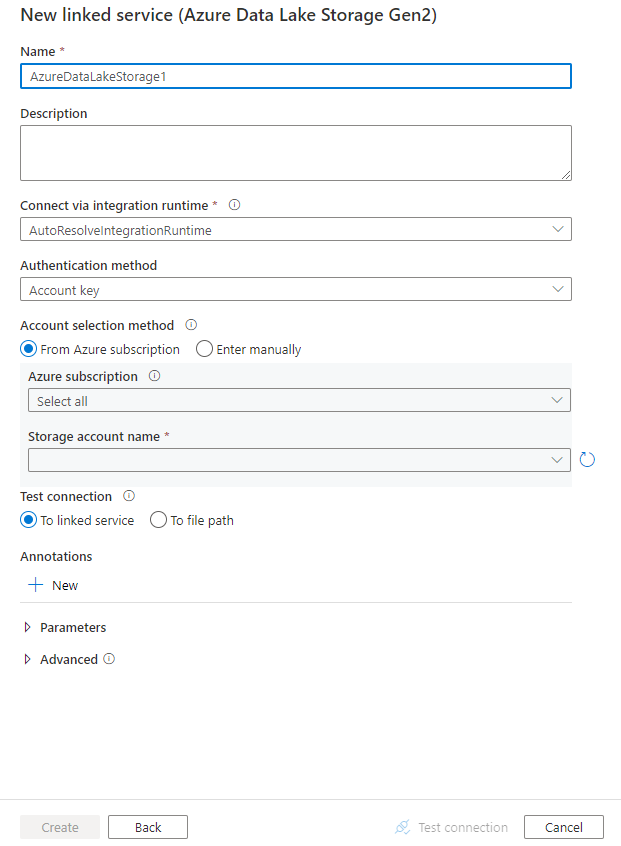 New linked service (Azure Data Lake Storage Gen2)
Name *
AzureDataLakeStorage1
Description
Connect via integration runtime *
AutoResolveIntegrationRuntime
Authentication method
Account key
Account selection method
From Azure subscription Enter manually
Azure subscription
Select all
Storage account name *
Test connection
To linked service To file path
Annotations
New
Parameters
Advanced
Create Back Test connection Cancel